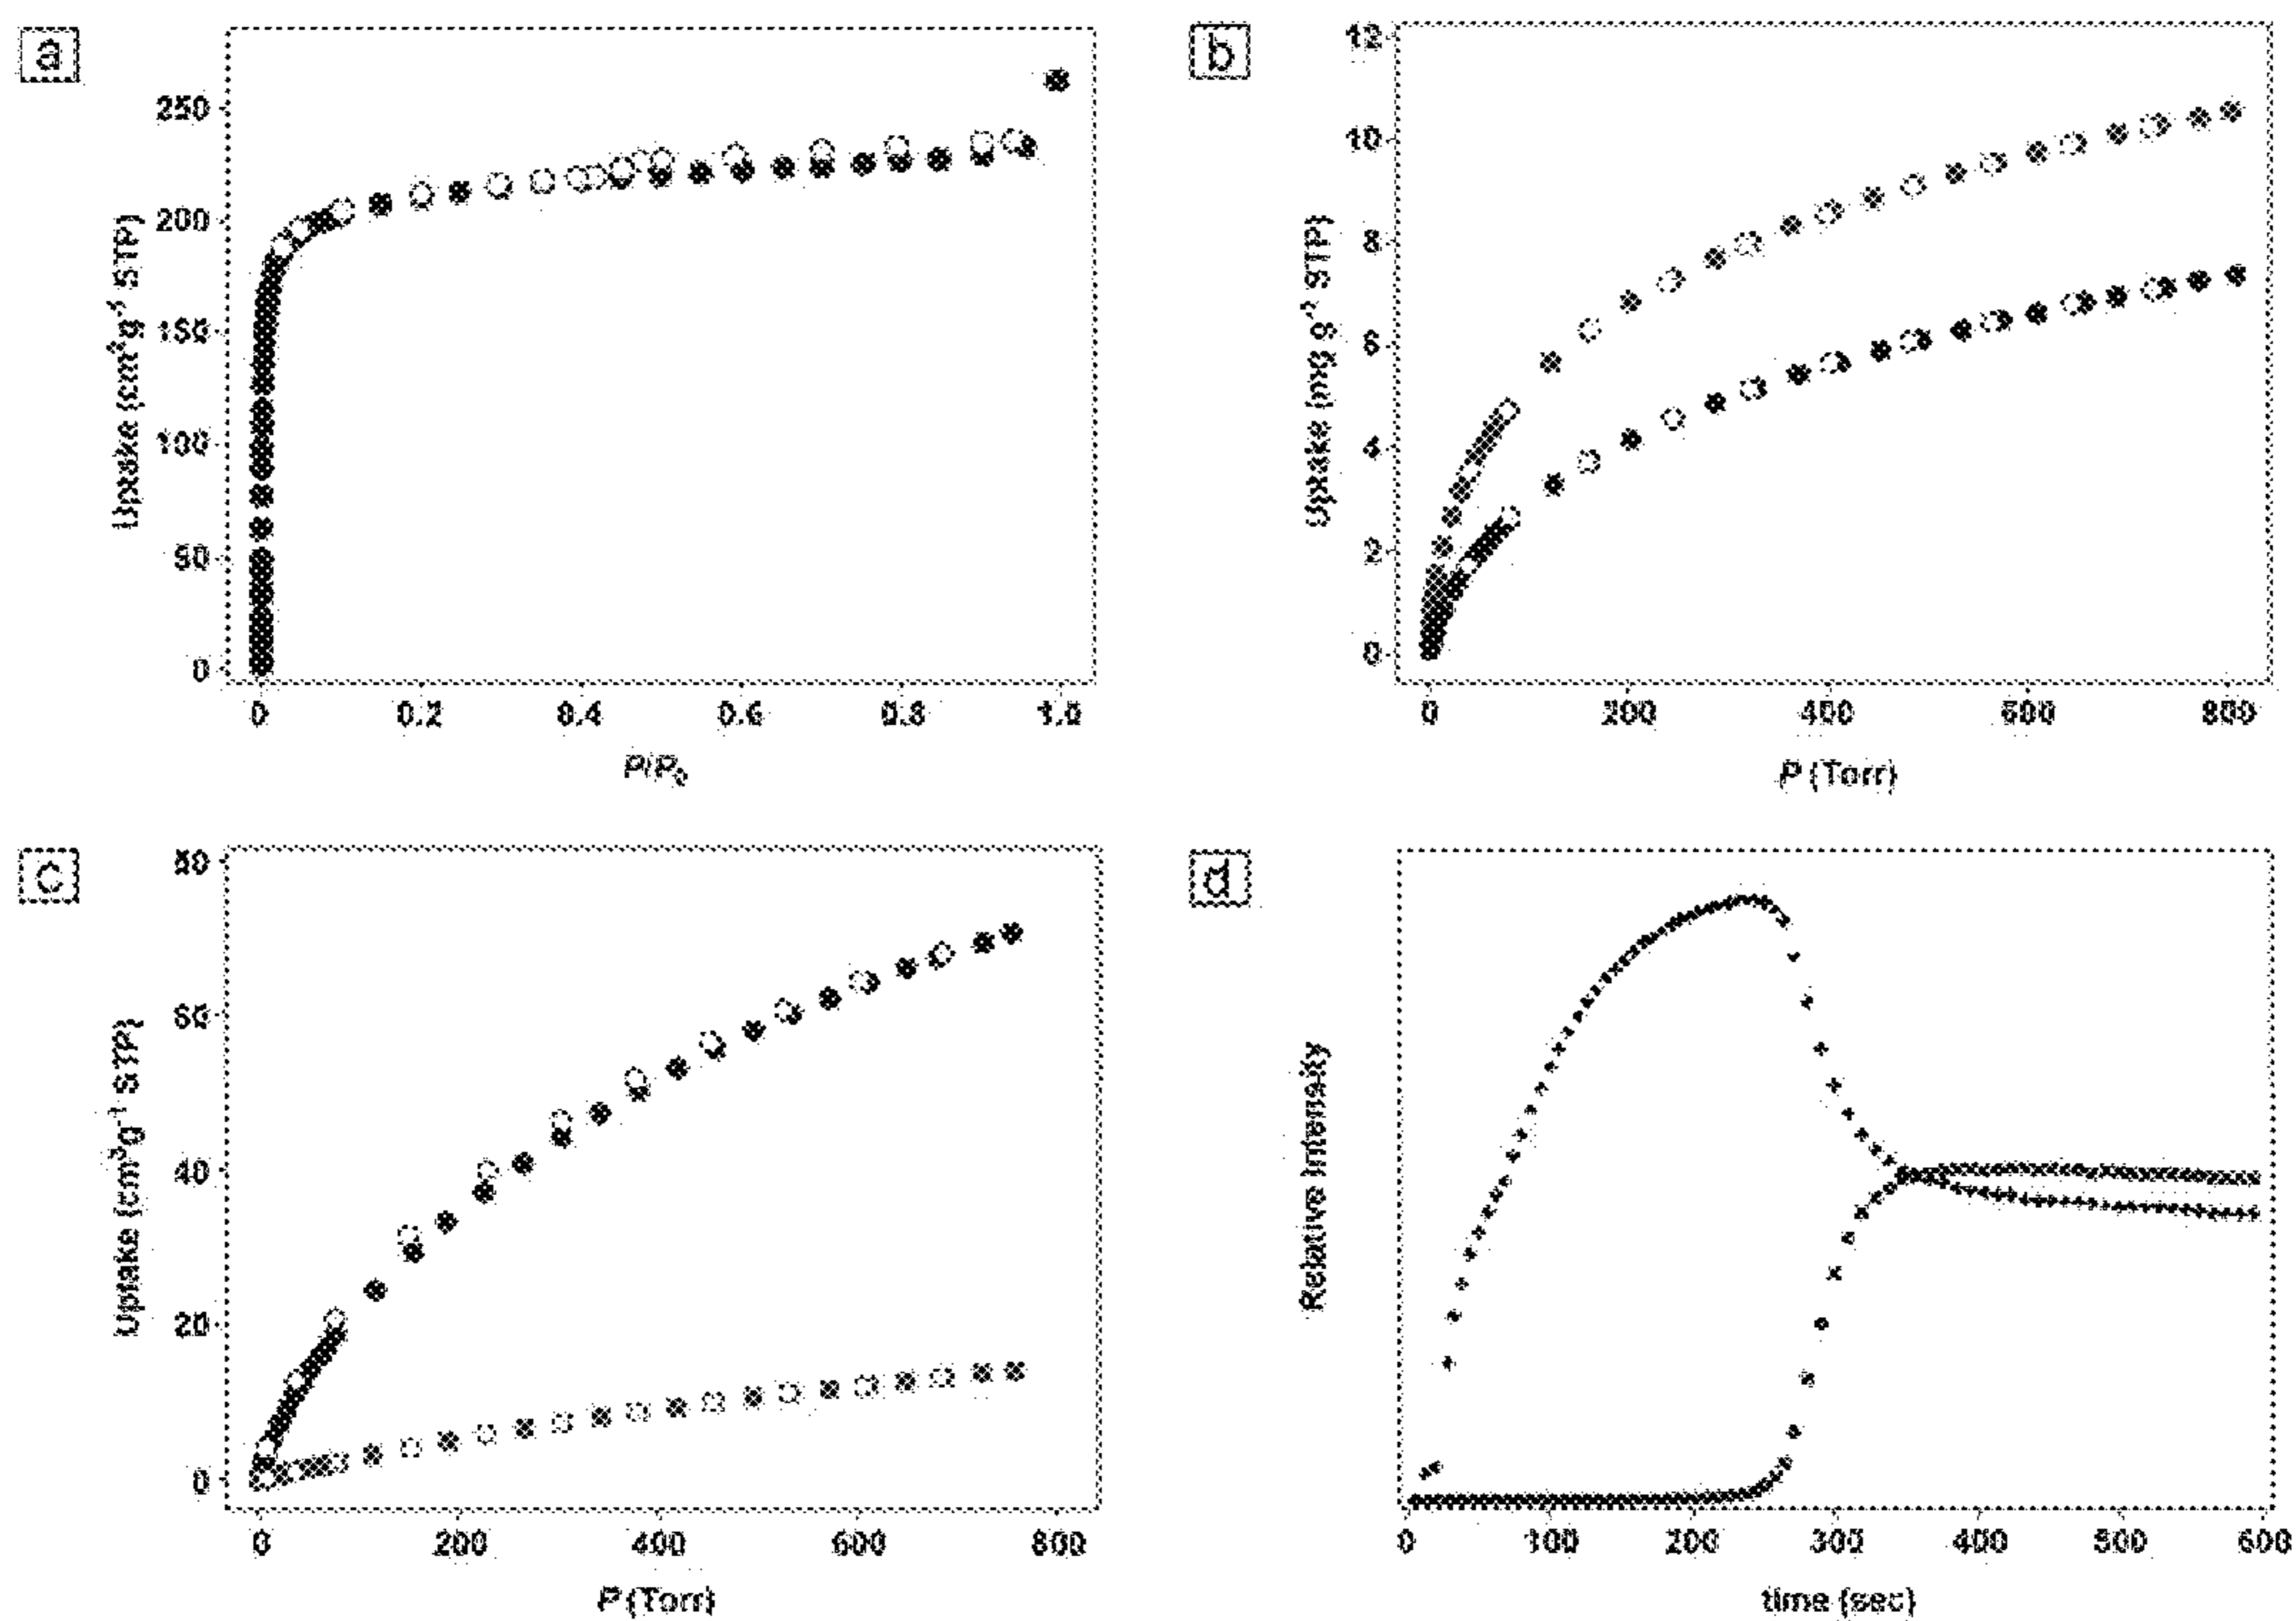 a
250
200
150
100
50
0
Uptake (cm³g⁻¹ STP)
0 0.2 0.4 0.6 0.8 1.0
P/P₀
b
12
10
8
6
4
2
0
Uptake (mg g⁻¹ STP)
0 200 400 600 800
P (Torr)
c
80
60
40
20
0
Uptake (cm³g⁻¹ STP)
0 200 400 600 800
P (Torr)
d
Relative Intensity
0 100 200 300 400 500 600
time (sec)